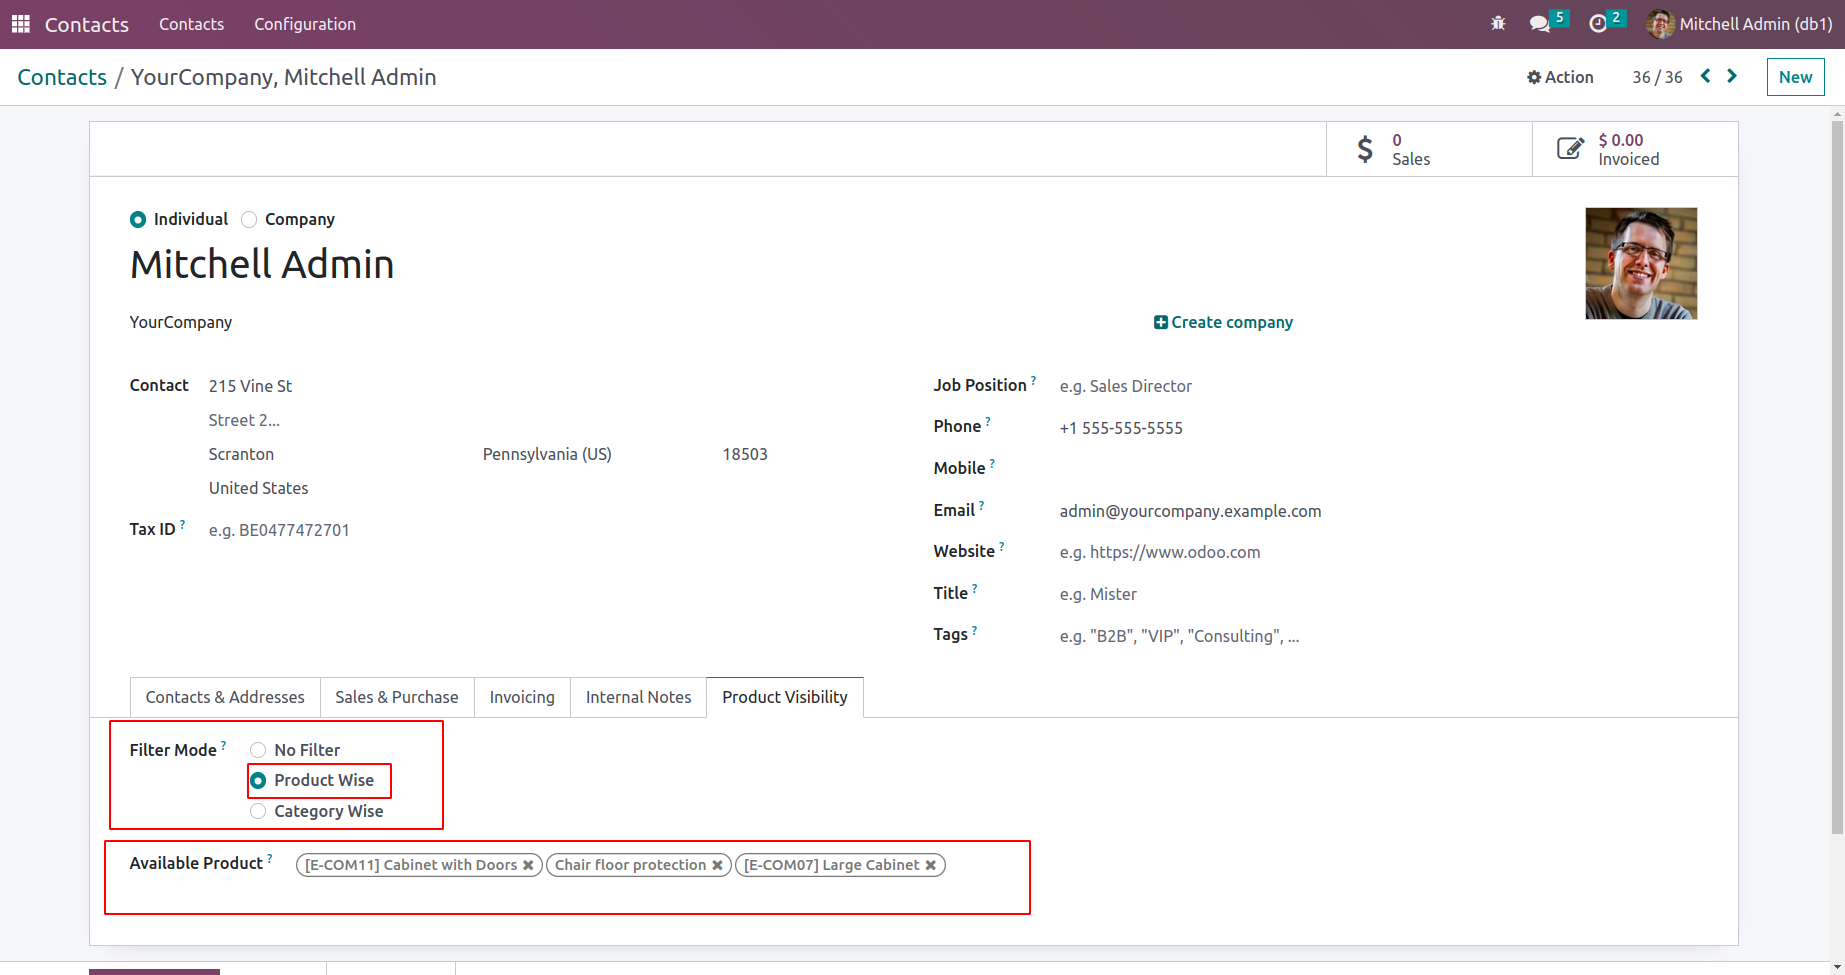 Contacts Contacts Configuration 5 2 Mitchell Admin (db1)
Contacts / YourCompany, Mitchell Admin Action 36 / 36 New
$ 0 Sales $ 0.00 Invoiced
Individual Company
Mitchell Admin
YourCompany Create company
Contact 215 Vine St Job Position ? e.g. Sales Director
Street 2...
Phone ? +1 555-555-5555
Scranton Pennsylvania (US) 18503
Mobile ?
United States
Email ? admin@yourcompany.example.com
Tax ID ? e.g. BE0477472701
Website ? e.g. https://www.odoo.com
Title ? e.g. Mister
Tags ? e.g. "B2B", "VIP", "Consulting", ...
Contacts & Addresses Sales & Purchase Invoicing Internal Notes Product Visibility
Filter Mode ? No Filter
Product Wise
Category Wise
Available Product ? [E-COM11] Cabinet with Doors ✖ Chair floor protection ✖ [E-COM07] Large Cabinet ✖